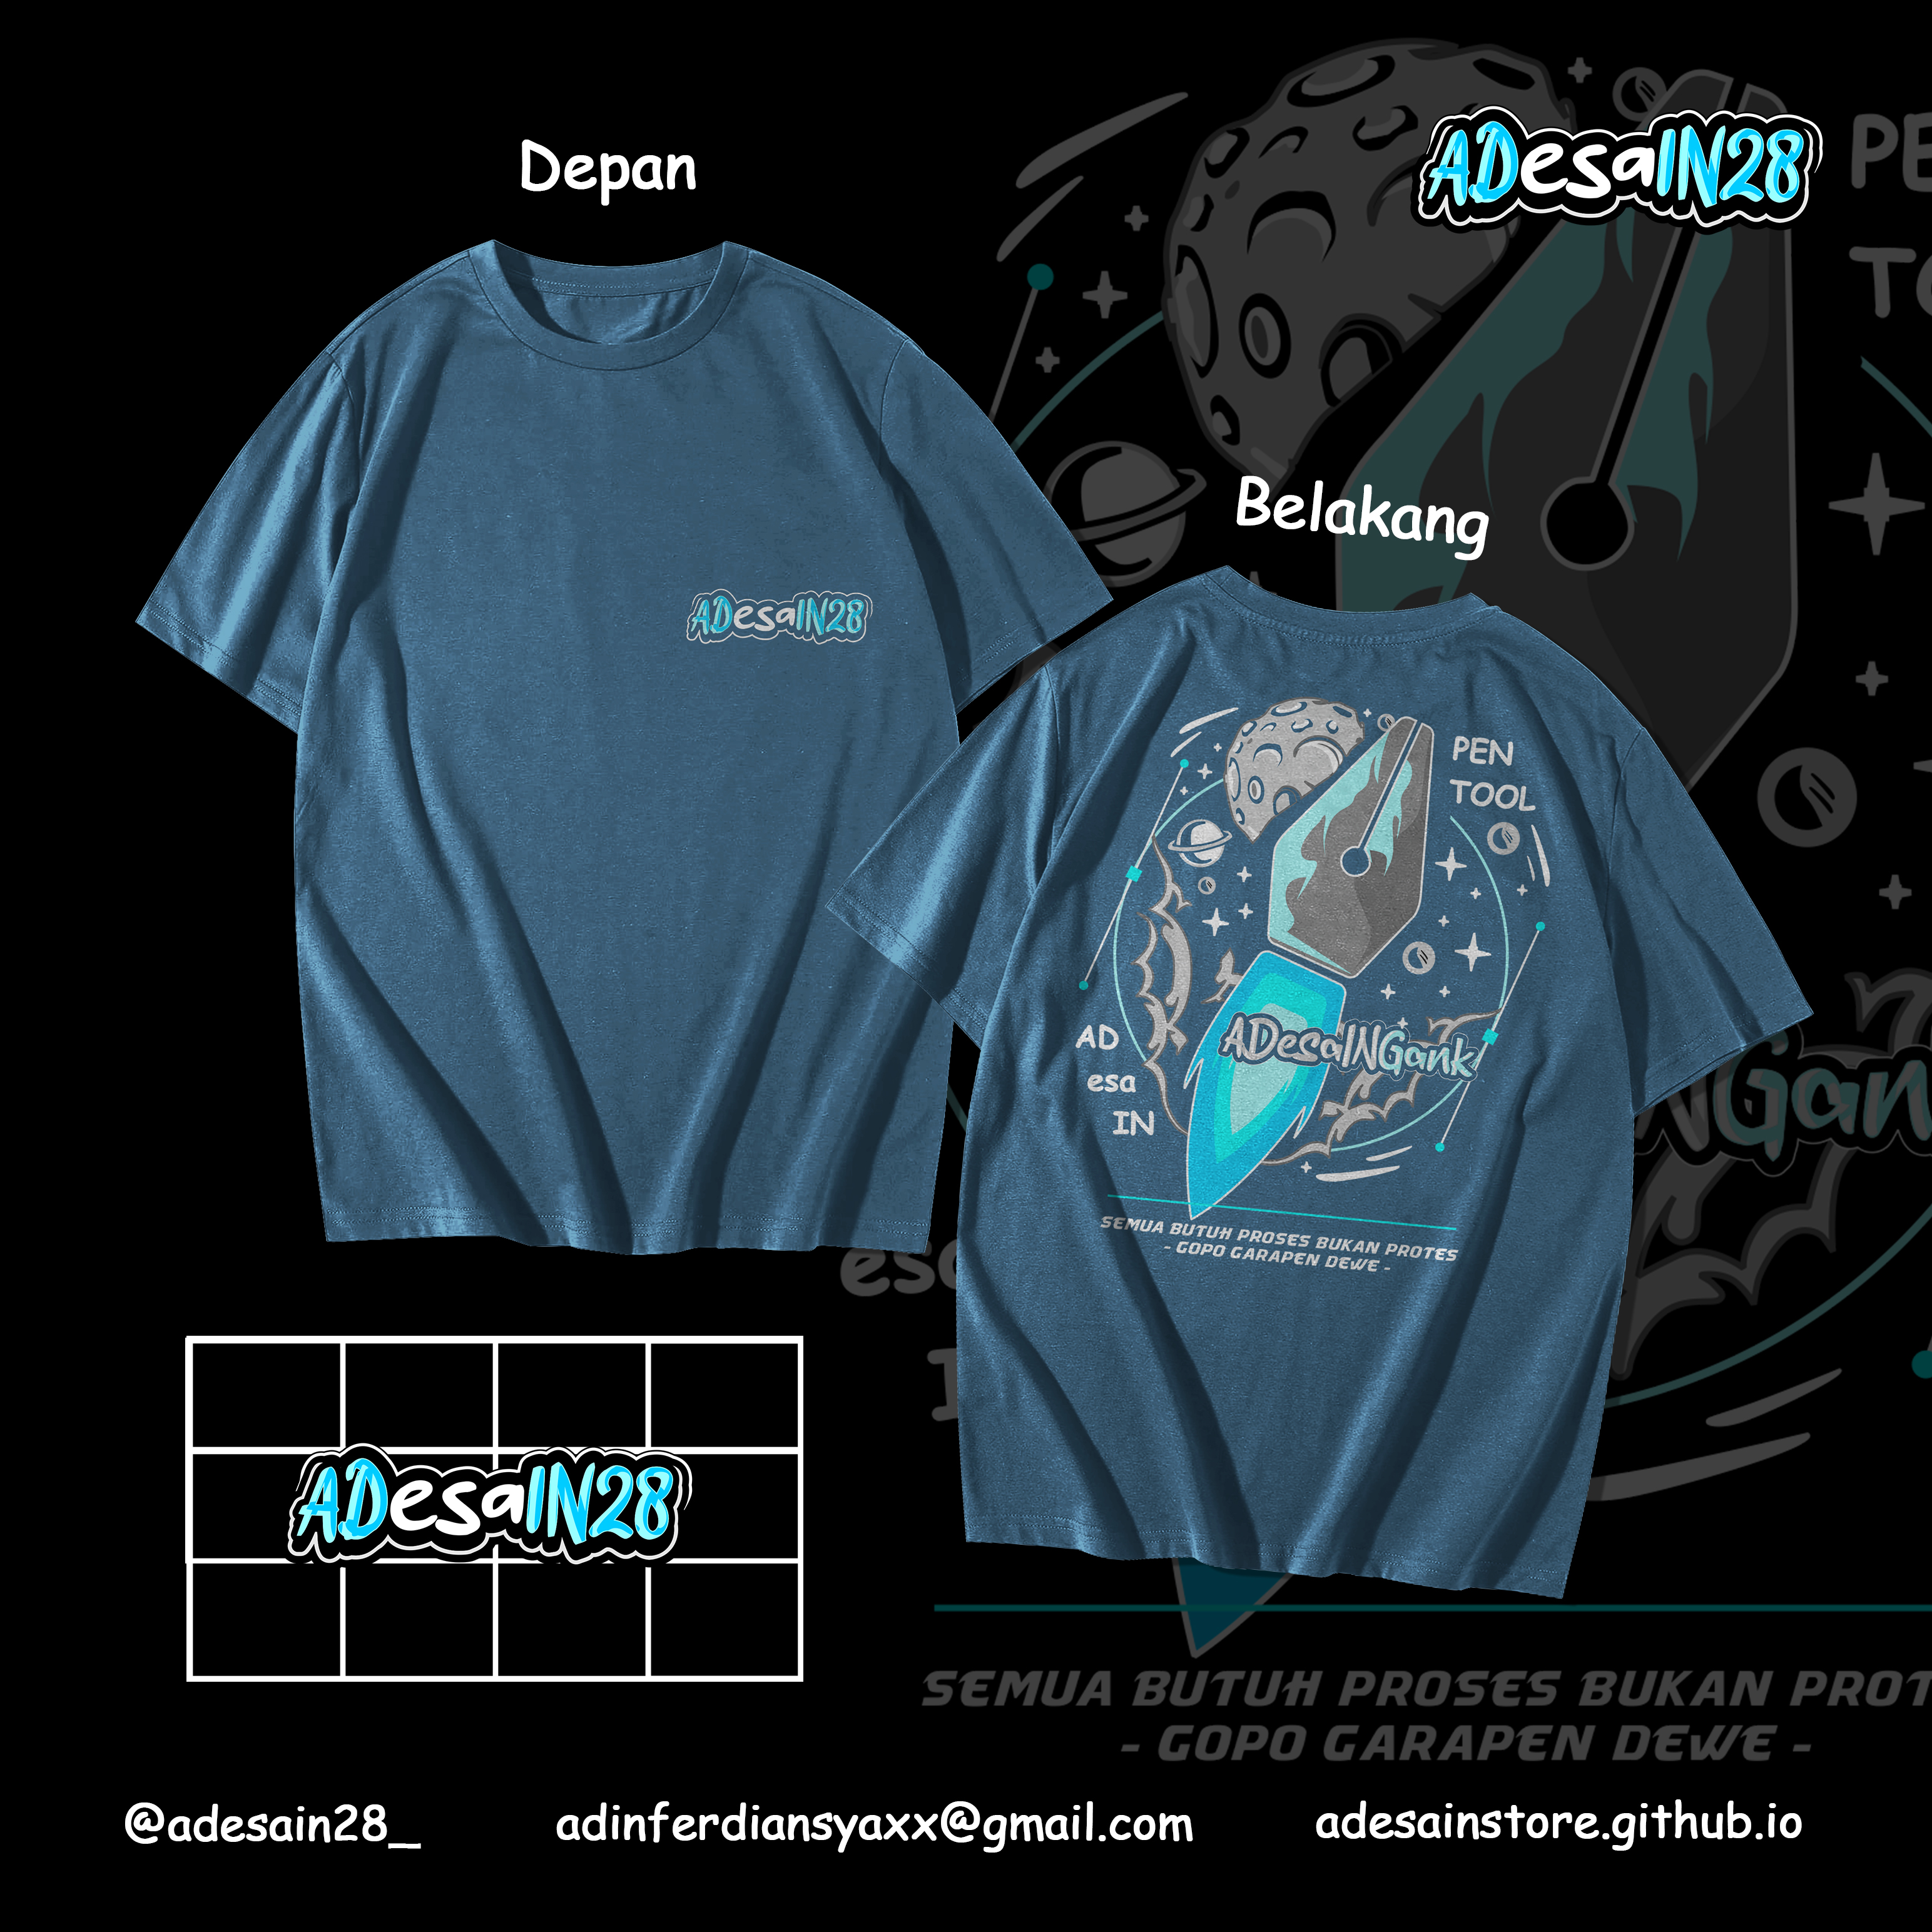 Depan
ADesaIN28
Belakang
ADesaIN28
PEN
TOOL
ADesaINGank
AD
esa
IN
SEMUA BUTUH PROSES BUKAN PROTES
- GOPO GARAPEN DEWE -
ADesaIN28
SEMUA BUTUH PROSES BUKAN PROT
- GOPO GARAPEN DEWE -
@adesain28_
adinferdiansyaxx@gmail.com
adesainstore.github.io